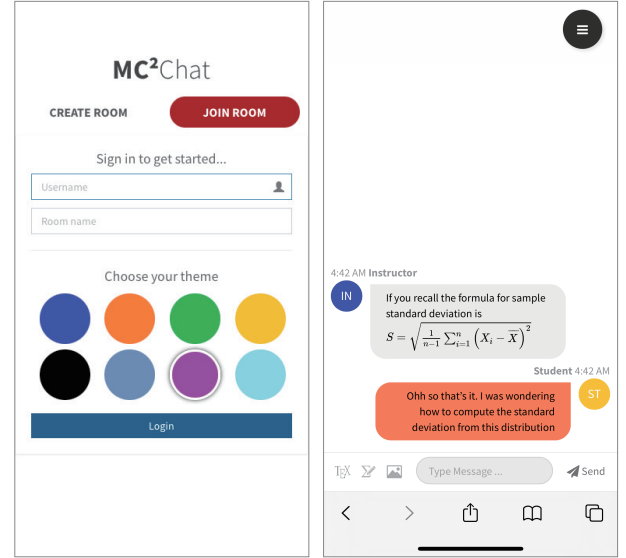 MC²Chat
CREATE ROOM
JOIN ROOM
Sign in to get started...
Username
Room name
Choose your theme
Login
4:42 AM Instructor
IN
If you recall the formula for sample
standard deviation is
S = √(1/(n−1) ∑ᵢ₌₁ⁿ (Xᵢ − X̅)²)
Student 4:42 AM
ST
Ohh so that's it. I was wondering
how to compute the standard
deviation from this distribution
TEX
Type Message ...
Send